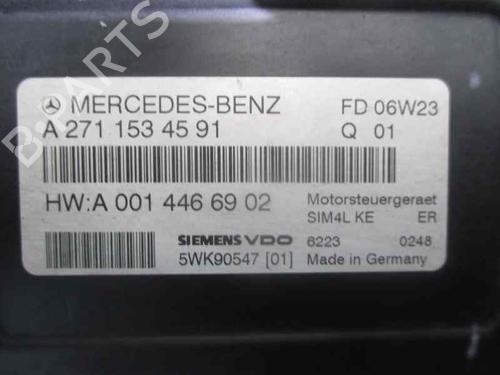 MERCEDES-BENZ FD 06W23
A 271 153 45 91 Q 01
HW:A 001 446 69 02 Motorsteuergeraet
SIM4L KE ER
SIEMENS VDO 6223 0248
5WK90547 [01] Made in Germany
B-PARTS